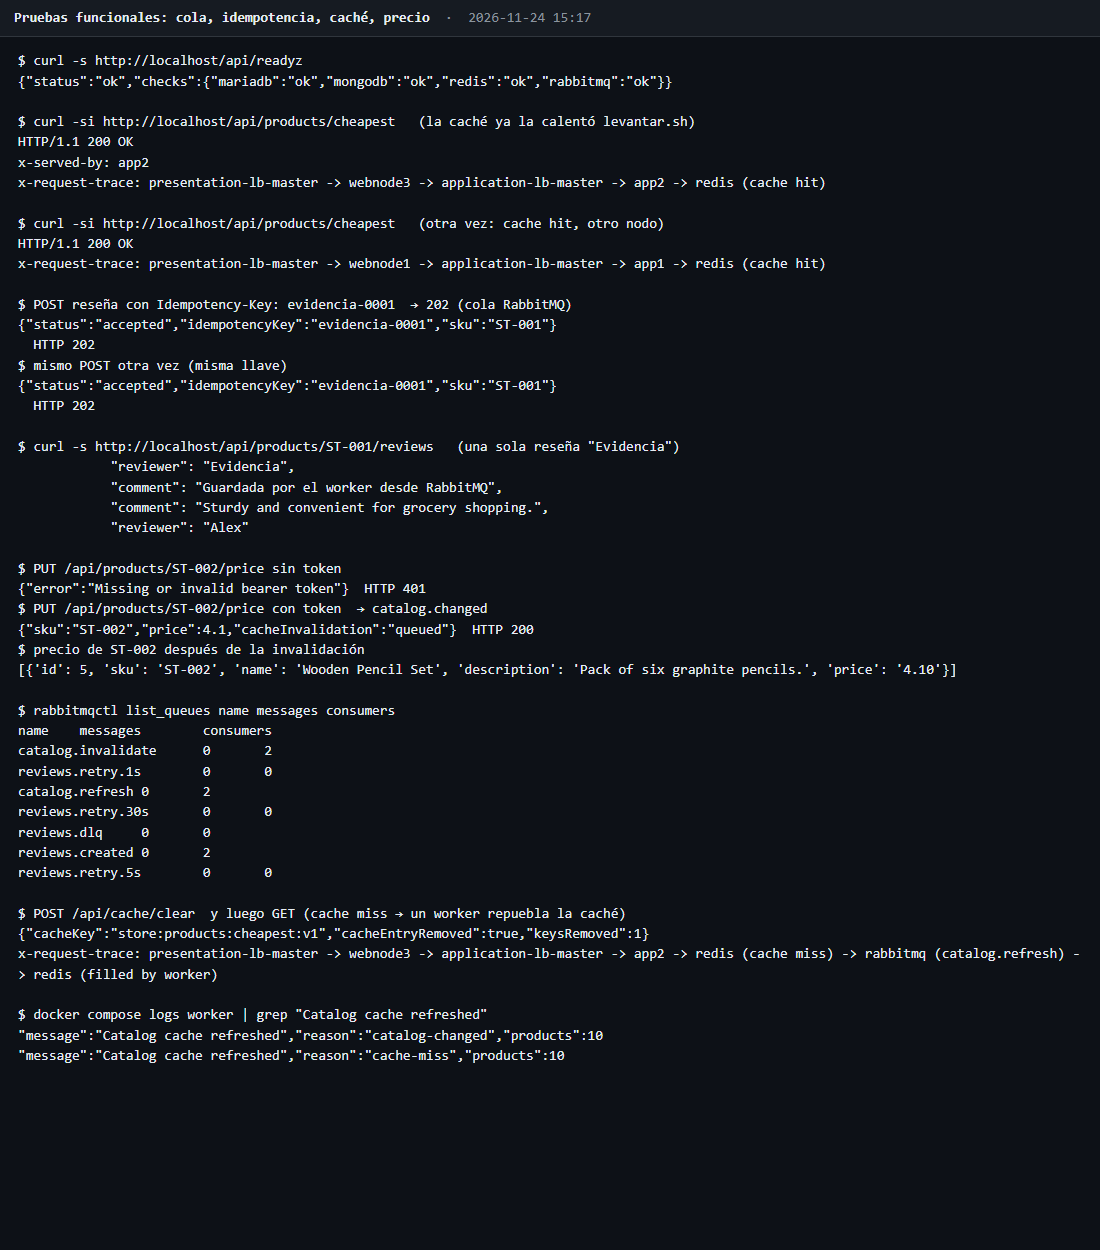 Pruebas funcionales: cola, idempotencia, caché, precio · 2026-11-24 15:17
$ curl -s http://localhost/api/readyz
{"status":"ok","checks":{"mariadb":"ok","mongodb":"ok","redis":"ok","rabbitmq":"ok"}}
$ curl -si http://localhost/api/products/cheapest   (la caché ya la calentó levantar.sh)
HTTP/1.1 200 OK
x-served-by: app2
x-request-trace: presentation-lb-master -> webnode3 -> application-lb-master -> app2 -> redis (cache hit)
$ curl -si http://localhost/api/products/cheapest   (otra vez: cache hit, otro nodo)
HTTP/1.1 200 OK
x-request-trace: presentation-lb-master -> webnode1 -> application-lb-master -> app1 -> redis (cache hit)
$ POST reseña con Idempotency-Key: evidencia-0001  → 202 (cola RabbitMQ)
{"status":"accepted","idempotencyKey":"evidencia-0001","sku":"ST-001"}
  HTTP 202
$ mismo POST otra vez (misma llave)
{"status":"accepted","idempotencyKey":"evidencia-0001","sku":"ST-001"}
  HTTP 202
$ curl -s http://localhost/api/products/ST-001/reviews   (una sola reseña "Evidencia")
            "reviewer": "Evidencia",
            "comment": "Guardada por el worker desde RabbitMQ",
            "comment": "Sturdy and convenient for grocery shopping.",
            "reviewer": "Alex"
$ PUT /api/products/ST-002/price sin token
{"error":"Missing or invalid bearer token"}  HTTP 401
$ PUT /api/products/ST-002/price con token  → catalog.changed
{"sku":"ST-002","price":4.1,"cacheInvalidation":"queued"}  HTTP 200
$ precio de ST-002 después de la invalidación
[{'id': 5, 'sku': 'ST-002', 'name': 'Wooden Pencil Set', 'description': 'Pack of six graphite pencils.', 'price': '4.10'}]
$ rabbitmqctl list_queues name messages consumers
name    messages        consumers
catalog.invalidate      0       2
reviews.retry.1s        0       0
catalog.refresh 0       2
reviews.retry.30s       0       0
reviews.dlq     0       0
reviews.created 0       2
reviews.retry.5s        0       0
$ POST /api/cache/clear  y luego GET (cache miss → un worker repuebla la caché)
{"cacheKey":"store:products:cheapest:v1","cacheEntryRemoved":true,"keysRemoved":1}
x-request-trace: presentation-lb-master -> webnode3 -> application-lb-master -> app2 -> redis (cache miss) -> rabbitmq (catalog.refresh) -
> redis (filled by worker)
$ docker compose logs worker | grep "Catalog cache refreshed"
"message":"Catalog cache refreshed","reason":"catalog-changed","products":10
"message":"Catalog cache refreshed","reason":"cache-miss","products":10